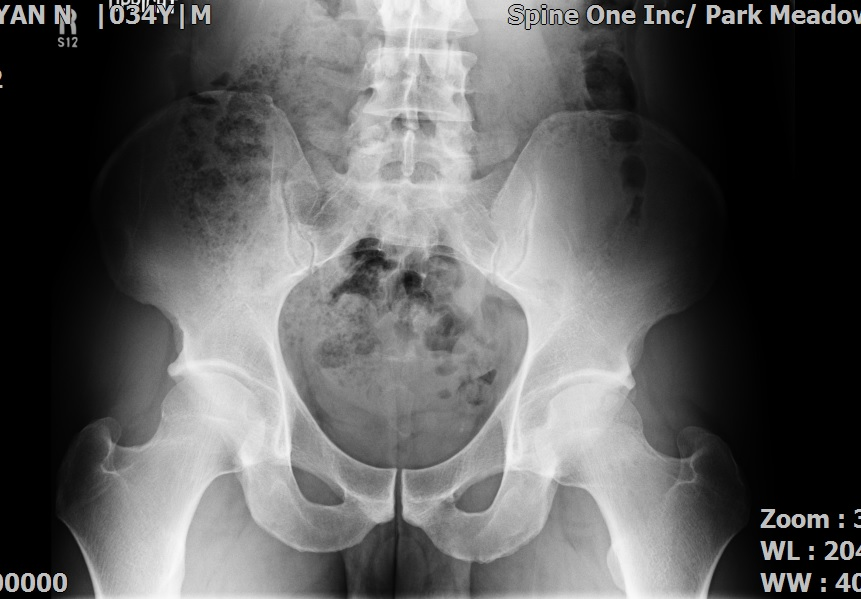 YAN N |034Y|M
Spine One Inc/ Park Meadow
R
S12
2
00000
Zoom : 3
WL : 204
WW : 40